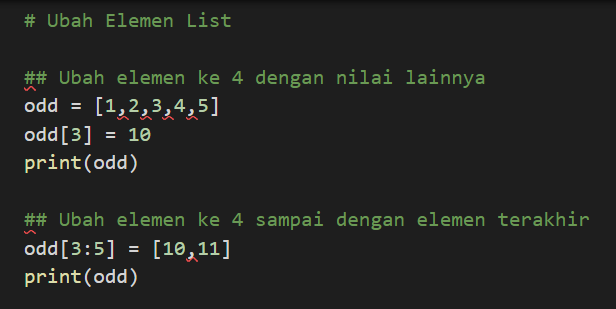 # Ubah Elemen List
## Ubah elemen ke 4 dengan nilai lainnya
odd = [1,2,3,4,5]
odd[3] = 10
print(odd)
## Ubah elemen ke 4 sampai dengan elemen terakhir
odd[3:5] = [10,11]
print(odd)